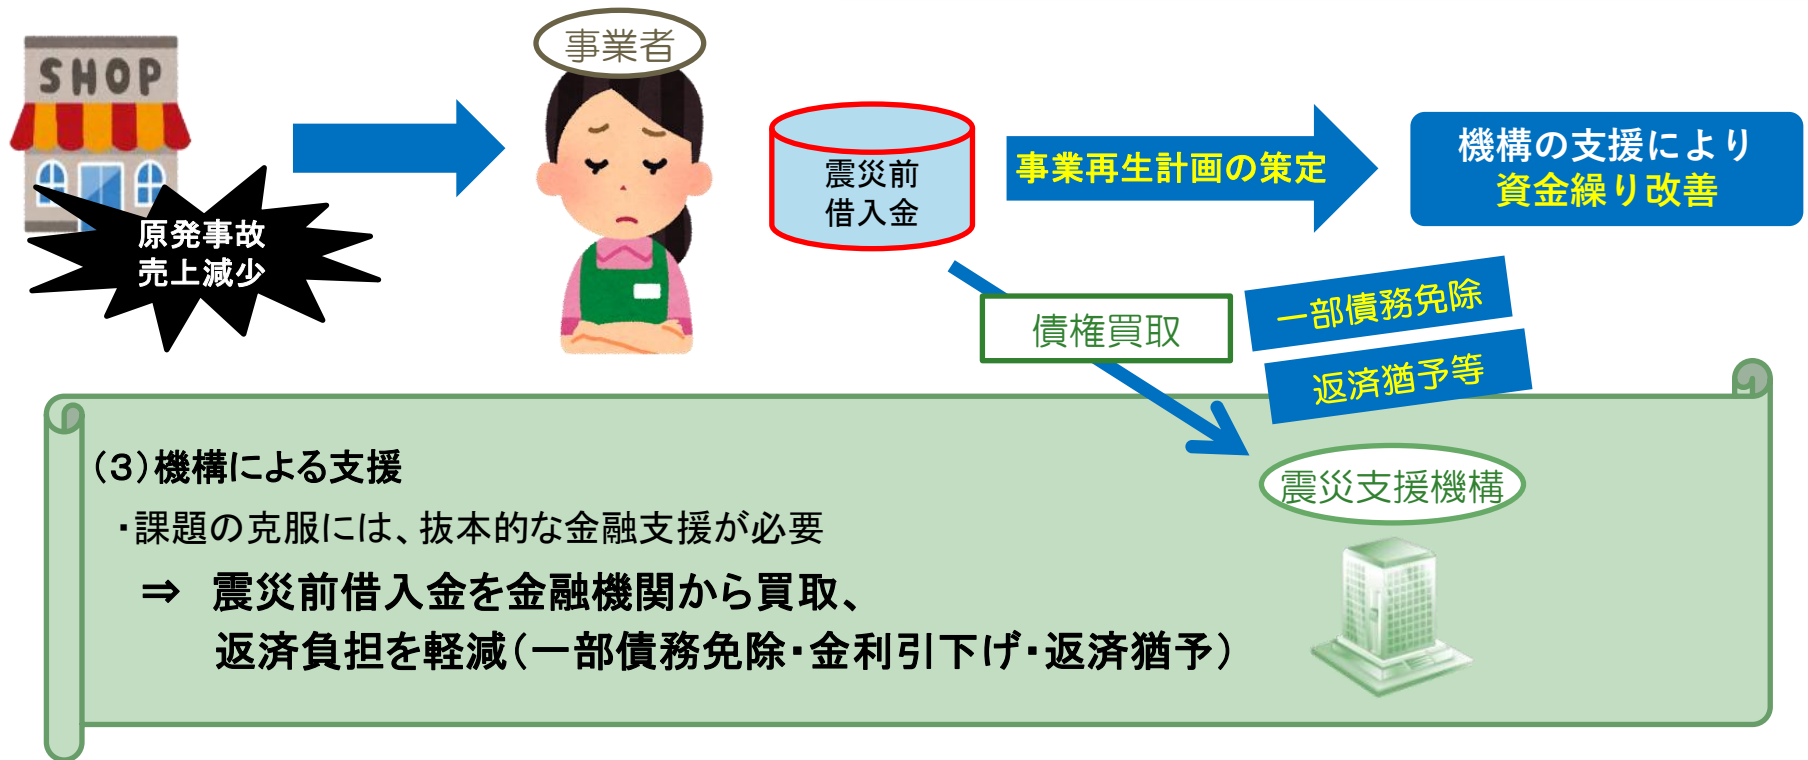 SHOP
原発事故
売上減少
事業者
震災前
借入金
事業再生計画の策定
機構の支援により
資金繰り改善
債権買取
一部債務免除
返済猶予等
震災支援機構
（３）機構による支援
・課題の克服には、抜本的な金融支援が必要
⇒　震災前借入金を金融機関から買取、
返済負担を軽減（一部債務免除・金利引下げ・返済猶予）